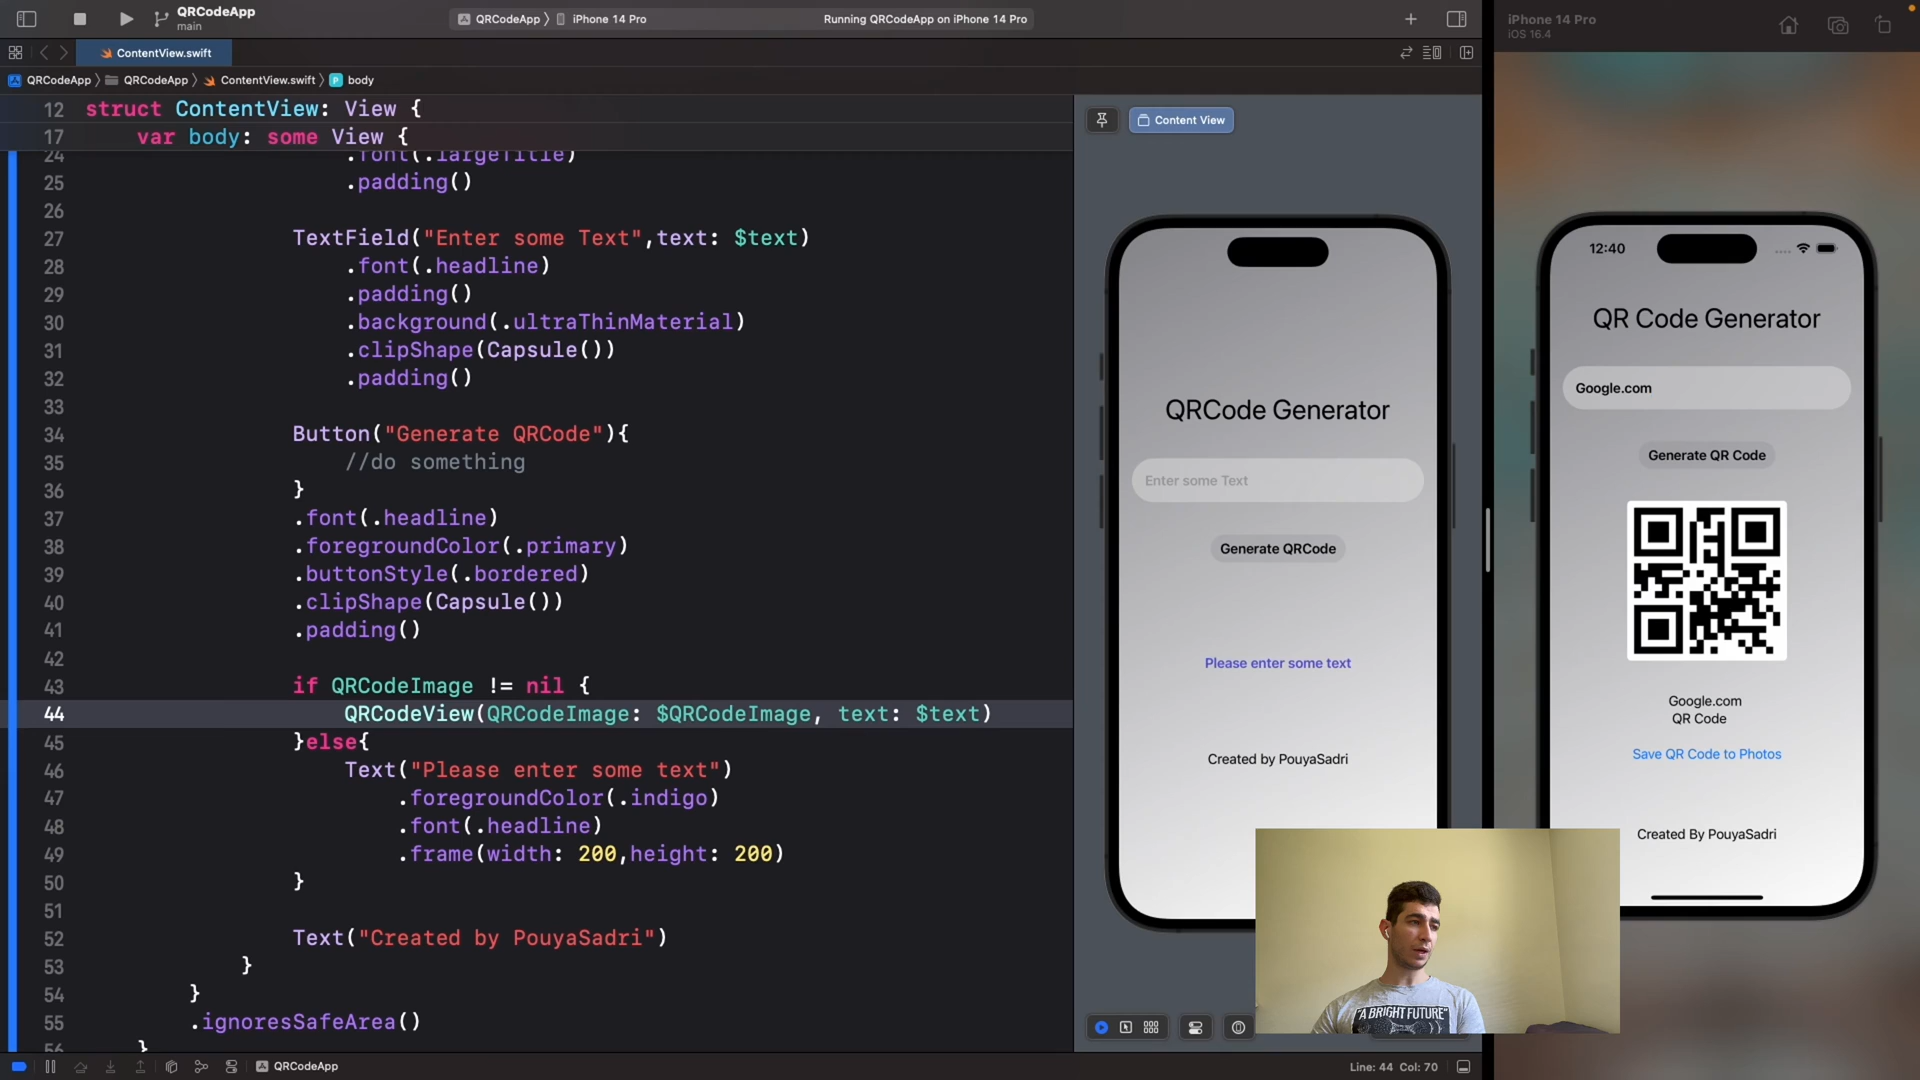 QRCodeApp
main
QRCodeApp
iPhone 14 Pro
Running QRCodeApp on iPhone 14 Pro
ContentView.swift
QRCodeApp
QRCodeApp
ContentView.swift
P body
12 struct ContentView: View {
17 var body: some View {
24 .font(.largeTitle)
25 .padding()
26
27 TextField("Enter some Text",text: $text)
28 .font(.headline)
29 .padding()
30 .background(.ultraThinMaterial)
31 .clipShape(Capsule())
32 .padding()
33
34 Button("Generate QRCode"){
35 //do something
36 }
37 .font(.headline)
38 .foregroundColor(.primary)
39 .buttonStyle(.bordered)
40 .clipShape(Capsule())
41 .padding()
42
43 if QRCodeImage != nil {
44 QRCodeView(QRCodeImage: $QRCodeImage, text: $text)
45 }else{
46 Text("Please enter some text")
47 .foregroundColor(.indigo)
48 .font(.headline)
49 .frame(width: 200,height: 200)
50 }
51
52 Text("Created by PouyaSadri")
53 }
54 }
55 .ignoresSafeArea()
56 }
QRCodeApp
Line: 44 Col: 70
Content View
QRCode Generator
Enter some Text
Generate QRCode
Please enter some text
Created by PouyaSadri
iPhone 14 Pro
iOS 16.4
12:40
QR Code Generator
Google.com
Generate QR Code
Google.com
QR Code
Save QR Code to Photos
Created By PouyaSadri
"A BRIGHT FUTURE"